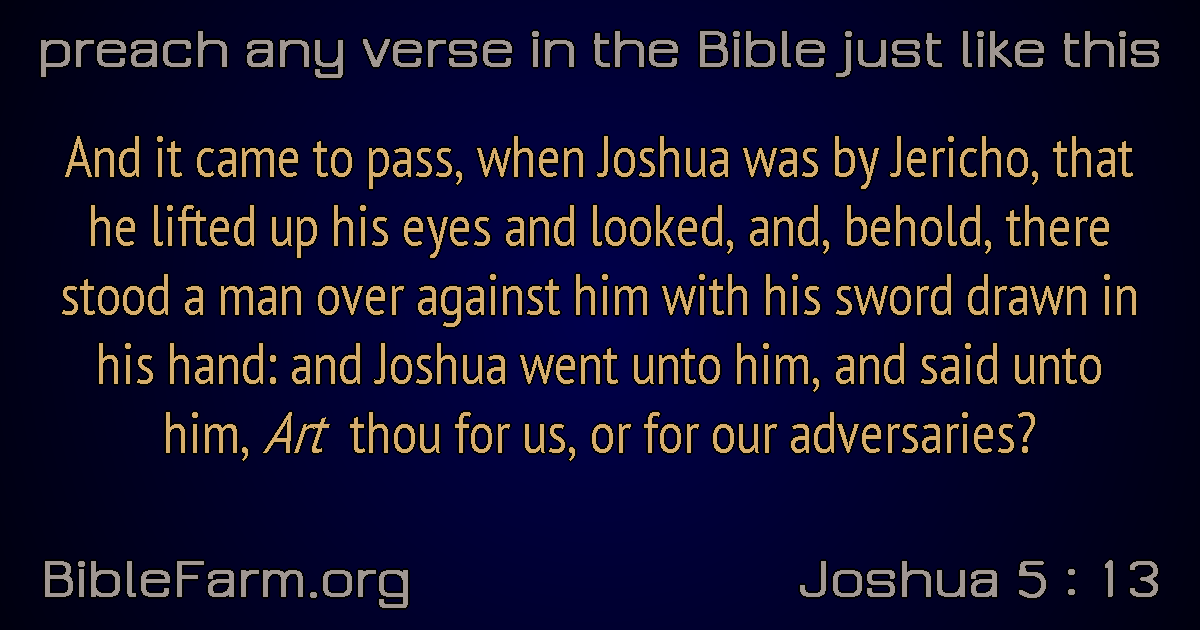 preach any verse in the Bible just like this
And it came to pass, when Joshua was by Jericho, that
he lifted up his eyes and looked, and, behold, there
stood a man over against him with his sword drawn in
his hand: and Joshua went unto him, and said unto
him, Art thou for us, or for our adversaries?
BibleFarm.org
Joshua 5 : 13